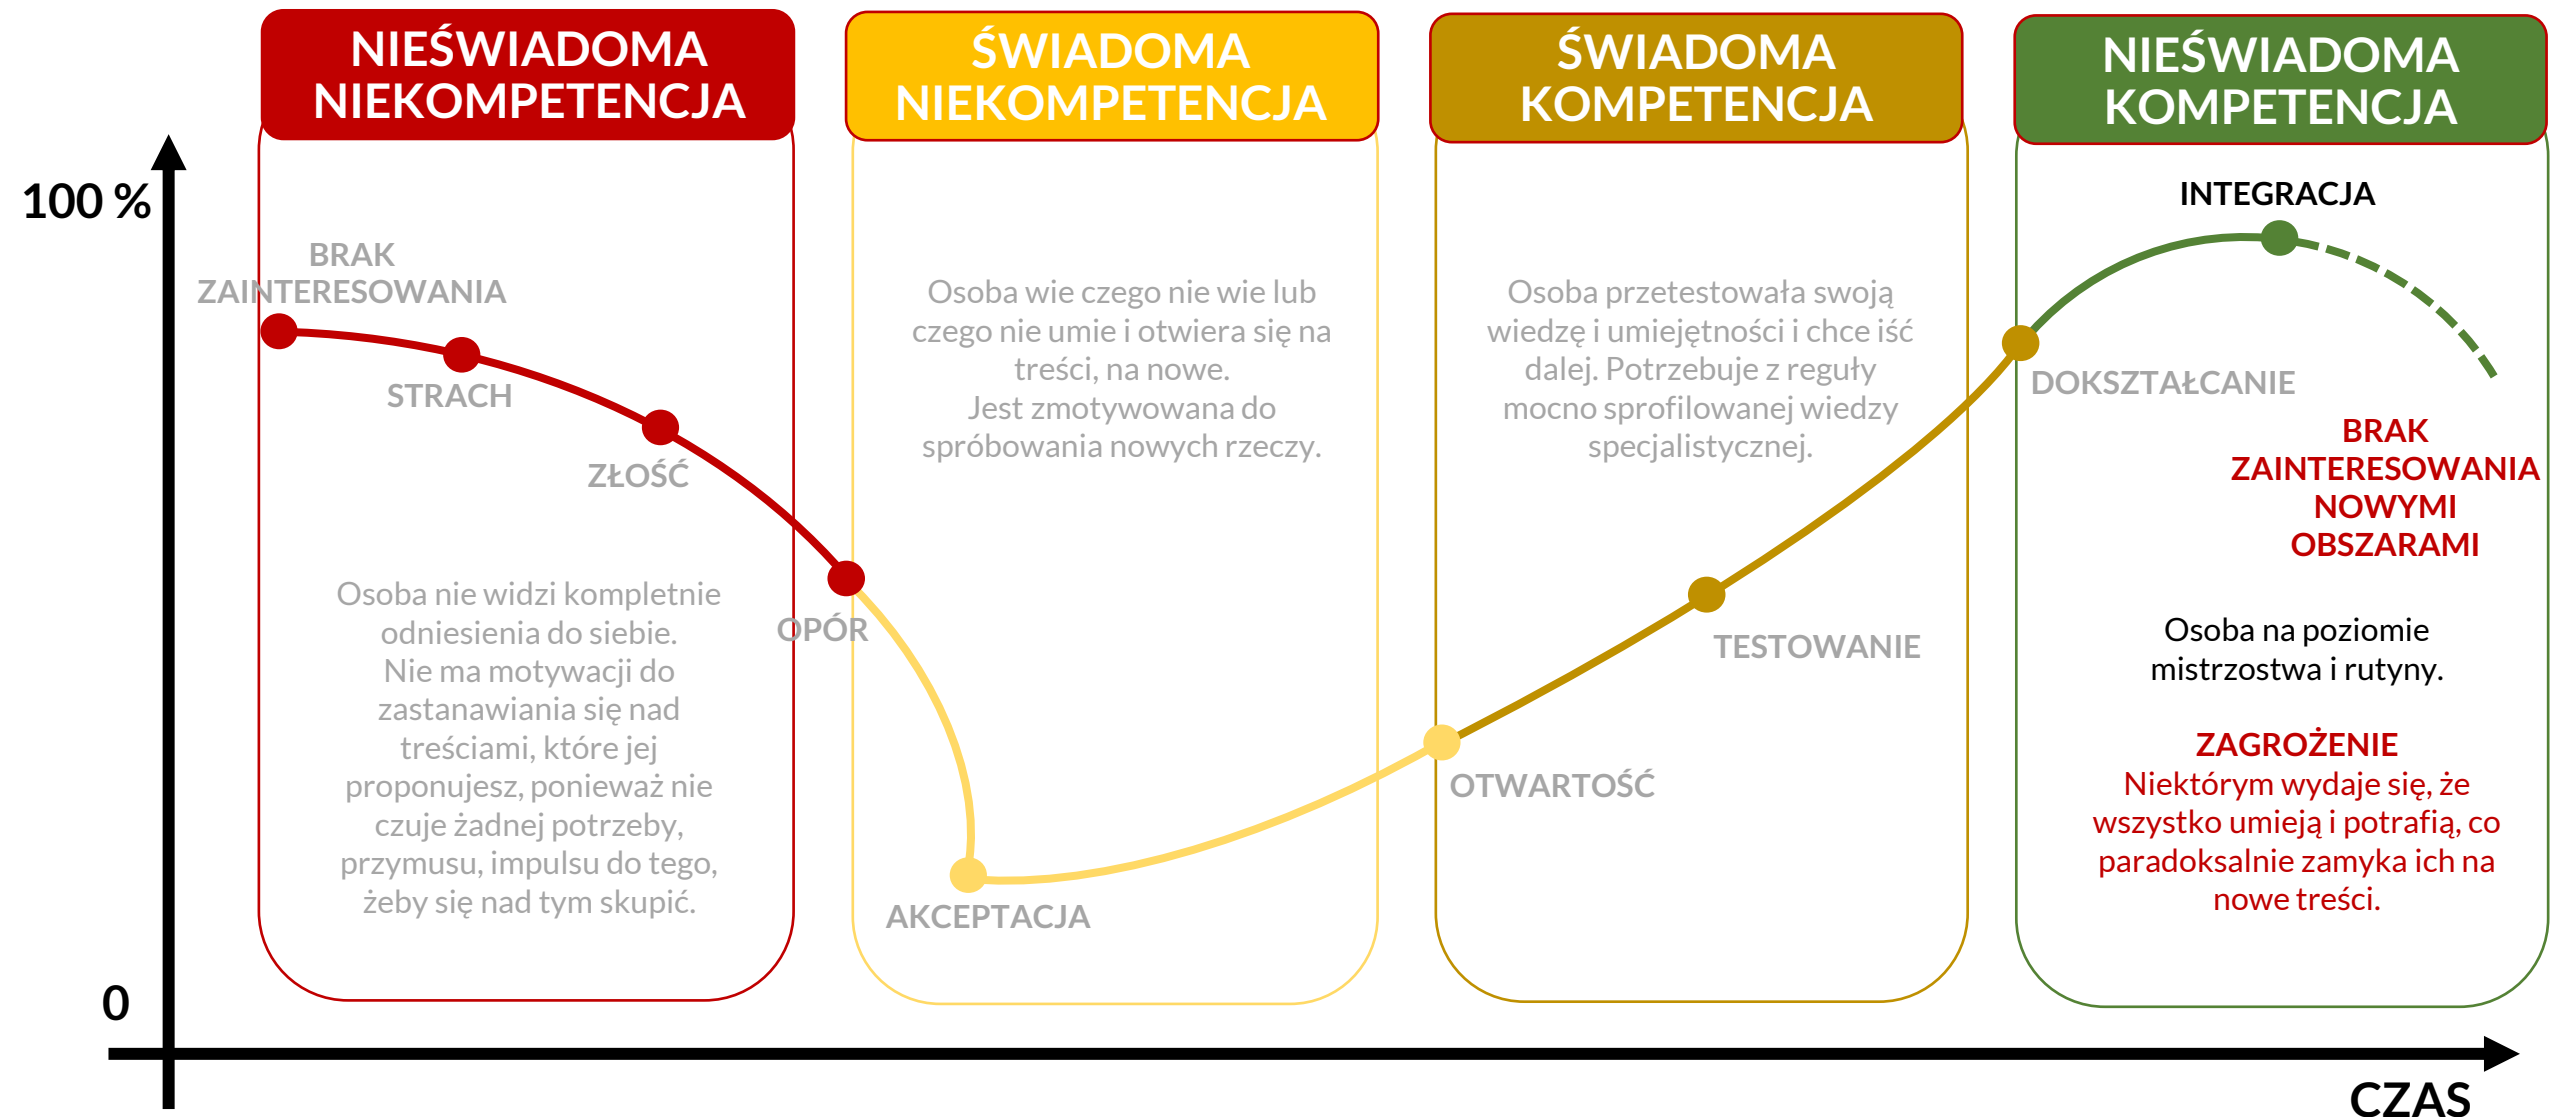 NIEŚWIADOMA
NIEKOMPETENCJA
ŚWIADOMA
NIEKOMPETENCJA
ŚWIADOMA
KOMPETENCJA
NIEŚWIADOMA
KOMPETENCJA
100 %
BRAK
ZAINTERESOWANIA
STRACH
ZŁOŚĆ
OPÓR
Osoba nie widzi kompletnie
odniesienia do siebie.
Nie ma motywacji do
zastanawiania się nad
treściami, które jej
proponujesz, ponieważ nie
czuje żadnej potrzeby,
przymusu, impulsu do tego,
żeby się nad tym skupić.
Osoba wie czego nie wie lub
czego nie umie i otwiera się na
treści, na nowe.
Jest zmotywowana do
spróbowania nowych rzeczy.
AKCEPTACJA
Osoba przetestowała swoją
wiedzę i umiejętności i chce iść
dalej. Potrzebuje z reguły
mocno sprofilowanej wiedzy
specjalistycznej.
TESTOWANIE
OTWARTOŚĆ
INTEGRACJA
DOKSZTAŁCANIE
BRAK
ZAINTERESOWANIA
NOWYMI
OBSZARAMI
Osoba na poziomie
mistrzostwa i rutyny.
ZAGROŻENIE
Niektórym wydaje się, że
wszystko umieją i potrafią, co
paradoksalnie zamyka ich na
nowe treści.
0
CZAS